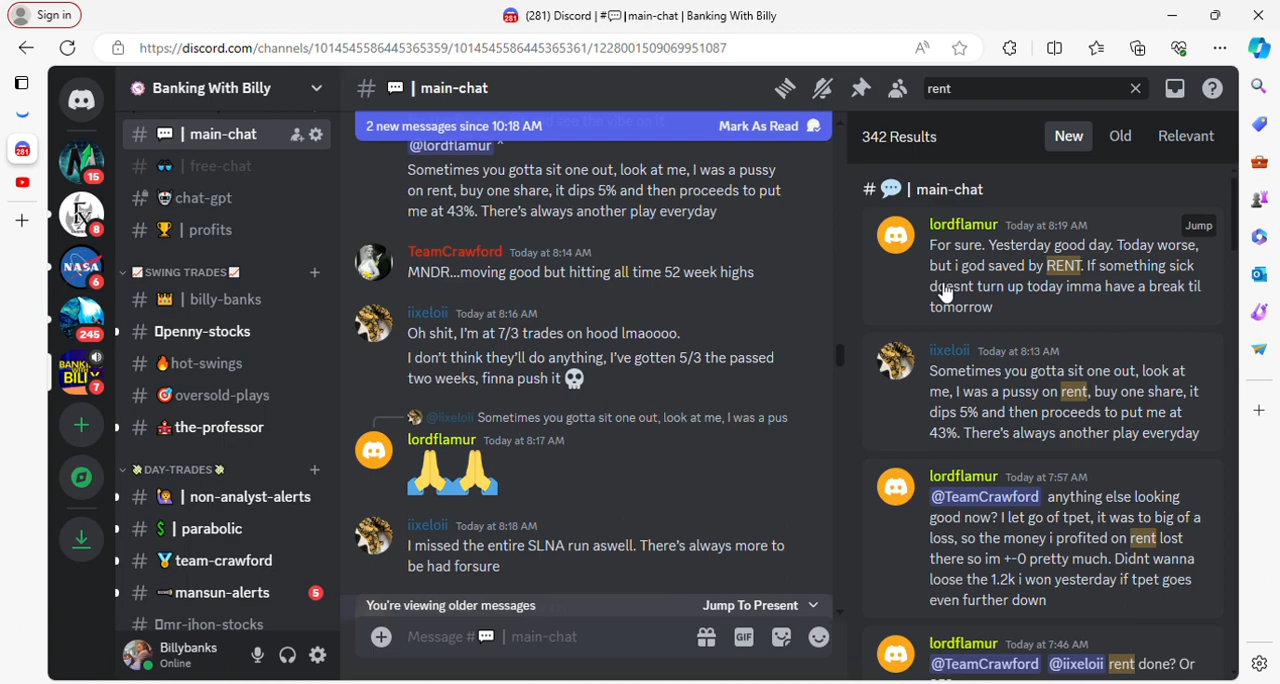 Sign in
(281) Discord | # | main-chat | Banking With Billy
https://discord.com/channels/1014545586445365359/1014545586445365361/1228001509069951087
Banking With Billy
# | main-chat
# | free-chat
# chat-gpt
# | profits
SWING TRADES
# | billy-banks
# penny-stocks
# hot-swings
# oversold-plays
# the-professor
DAY-TRADES
# | non-analyst-alerts
# $ | parabolic
# team-crawford
# mansun-alerts 5
# mr-jhon-stocks
Billybanks
Online
281
15
8
NASA
6
245
BANKING
BILLY
7
# | main-chat
2 new messages since 10:18 AM Mark As Read
@lordflamur ^
Sometimes you gotta sit one out, look at me, I was a pussy
on rent, buy one share, it dips 5% and then proceeds to put
me at 43%. There's always another play everyday
TeamCrawford Today at 8:14 AM
MNDR...moving good but hitting all time 52 week highs
iixeloii Today at 8:16 AM
Oh shit, I'm at 7/3 trades on hood lmaoooo.
I don't think they'll do anything, I've gotten 5/3 the passed
two weeks, finna push it
@iixeloii Sometimes you gotta sit one out, look at me, I was a pus
lordflamur Today at 8:17 AM
iixeloii Today at 8:18 AM
I missed the entire SLNA run aswell. There's always more to
be had forsure
You're viewing older messages Jump To Present
Message # | main-chat
GIF
rent
342 Results New Old Relevant
# | main-chat
lordflamur Today at 8:19 AM Jump
For sure. Yesterday good day. Today worse,
but i god saved by RENT. If something sick
doesnt turn up today imma have a break til
tomorrow
iixeloii Today at 8:13 AM
Sometimes you gotta sit one out, look at
me, I was a pussy on rent, buy one share, it
dips 5% and then proceeds to put me at
43%. There's always another play everyday
lordflamur Today at 7:57 AM
@TeamCrawford anything else looking
good now? I let go of tpet, it was to big of a
loss, so the money i profited on rent lost
there so im +-0 pretty much. Didnt wanna
loose the 1.2k i won yesterday if tpet goes
even further down
lordflamur Today at 7:46 AM
@TeamCrawford @iixeloii rent done? Or